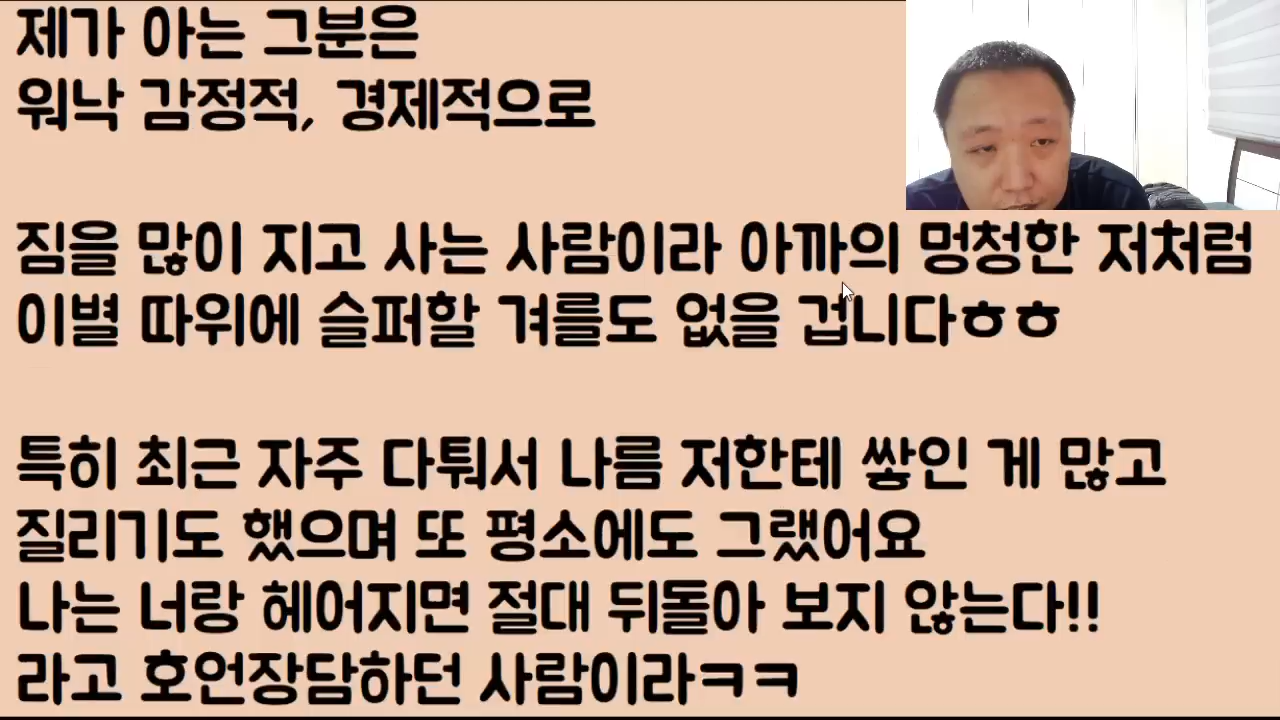 제가 아는 그분은
워낙 감정적, 경제적으로
짐을 많이 지고 사는 사람이라 아까의 멍청한 저처럼
이별 따위에 슬퍼할 겨를도 없을 겁니다ㅎㅎ
특히 최근 자주 다퉈서 나름 저한테 쌓인 게 많고
질리기도 했으며 또 평소에도 그랬어요
나는 너랑 헤어지면 절대 뒤돌아 보지 않는다!!
라고 호언장담하던 사람이라ㅋㅋ